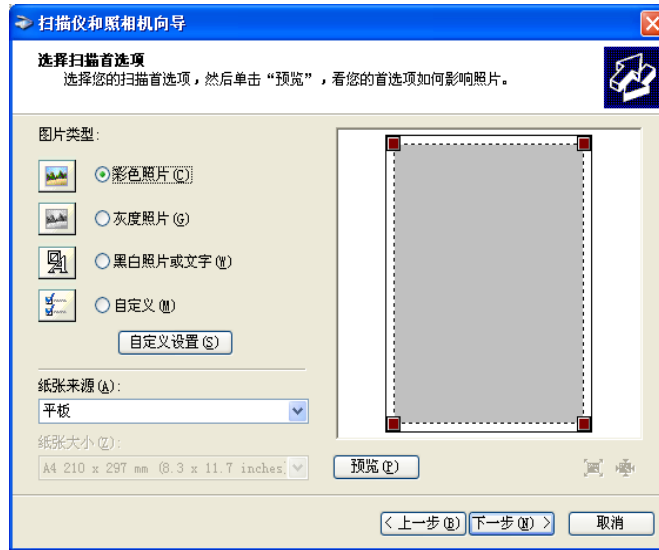 扫描仪和照相机向导
选择扫描首选项
选择您的扫描首选项，然后单击“预览”，看您的首选项如何影响照片。
图片类型:
彩色照片(C)
灰度照片(G)
黑白照片或文字(W)
自定义(M)
自定义设置(S)
纸张来源(A):
平板
纸张大小(Z):
A4 210 x 297 mm (8.3 x 11.7 inches)
预览(P)
< 上一步(B)
下一步(N) >
取消